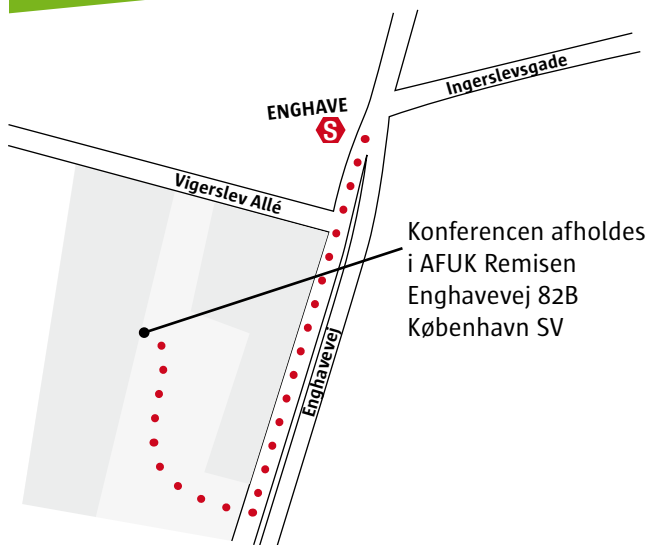 Ingerslevsgade
ENGHAVE
S
Vigerslev Allé
Konferencen afholdes
i AFUK Remisen
Enghavevej 82B
København SV
Enghavevej